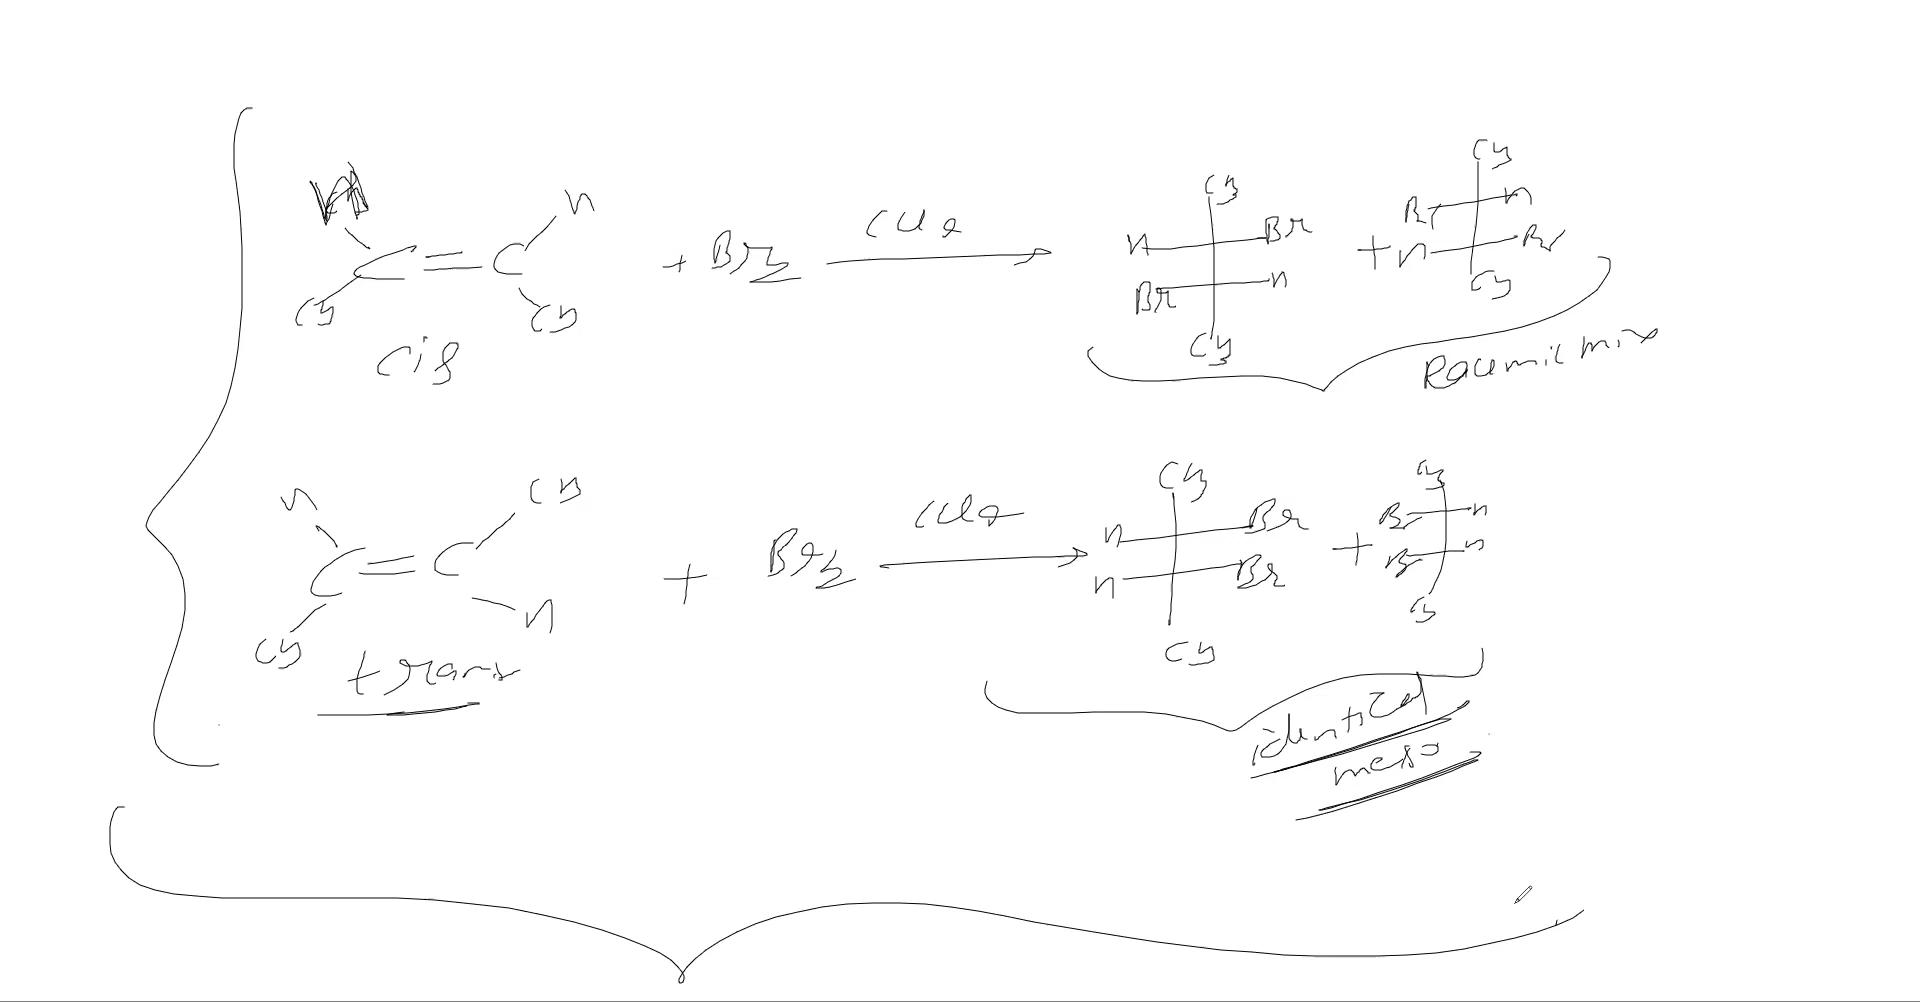 H H
C=C + Br2 CCl4 → CH3 CH3
CH3 CH3 H Br + Br H
cis Br H H Br
CH3 CH3
Racemic mix
H CH3
C=C + Br2 CCl4 → CH3 CH3
CH3 H H Br + Br H
trans H Br Br H
CH3 CH3
identical
meso